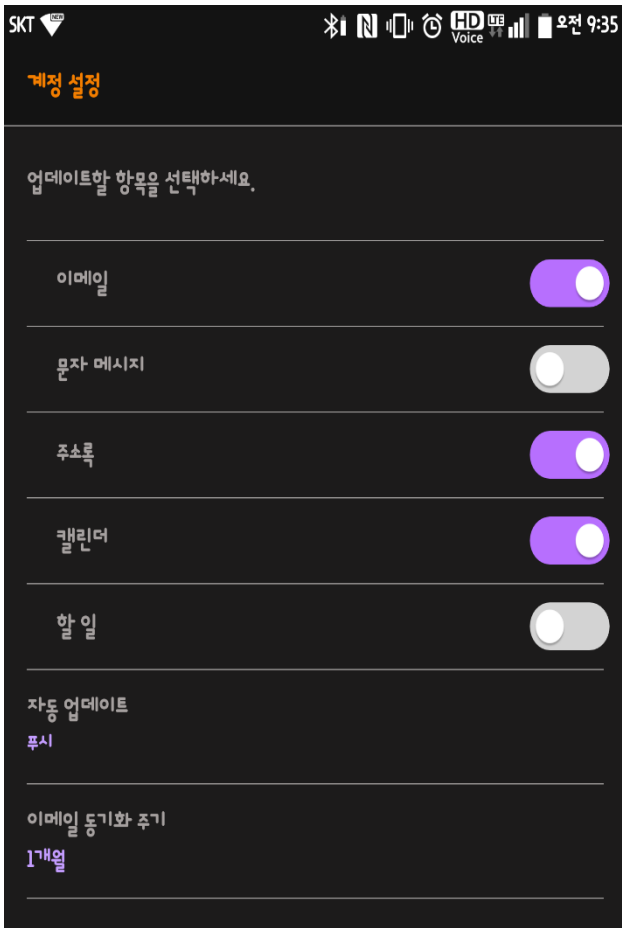 SKT NEW HD Voice LTE 오전 9:35
계정 설정
업데이트할 항목을 선택하세요.
이메일
문자 메시지
주소록
캘린더
할 일
자동 업데이트
푸시
이메일 동기화 주기
1개월